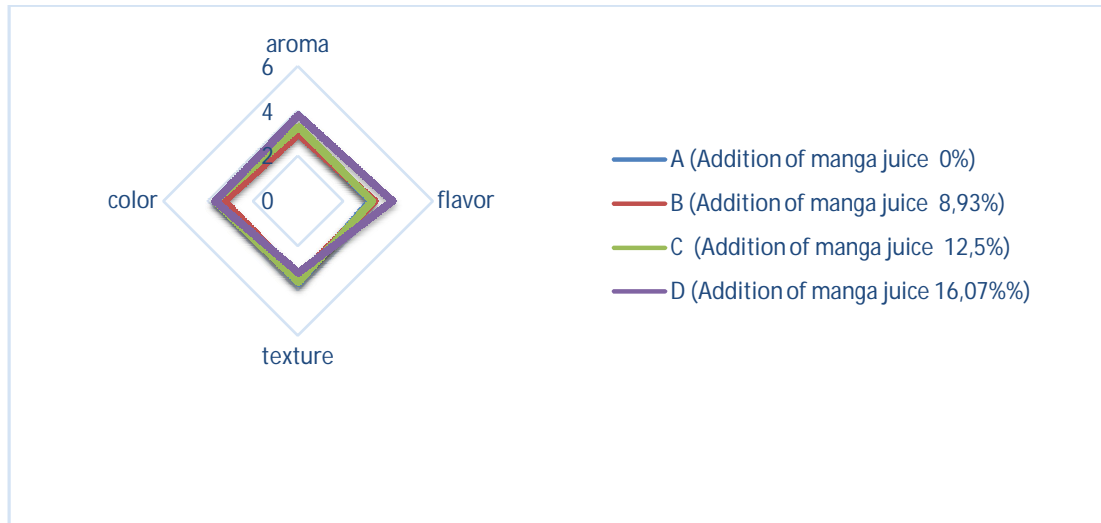 aroma
6
4
2
0
color
flavor
texture
A (Addition of manga juice 0%)
B (Addition of manga juice 8,93%)
C (Addition of manga juice 12,5%)
D (Addition of manga juice 16,07%%)